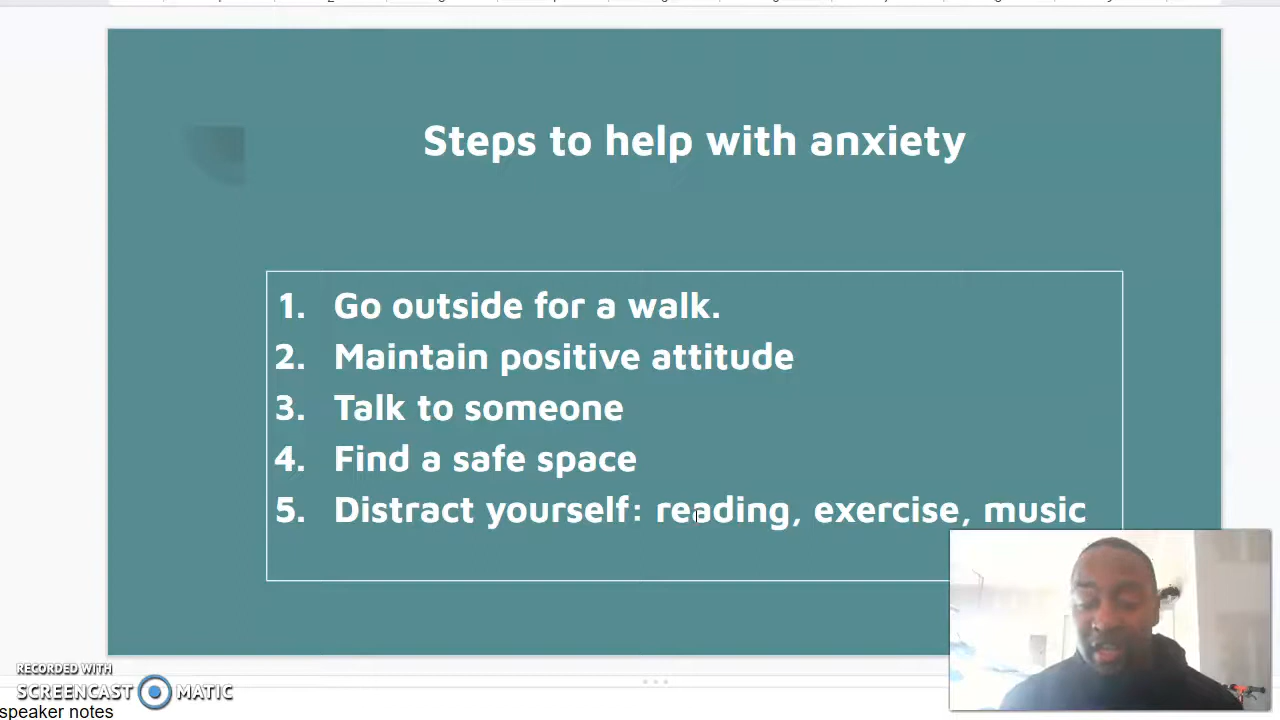 Steps to help with anxiety
1. Go outside for a walk.
2. Maintain positive attitude
3. Talk to someone
4. Find a safe space
5. Distract yourself: reading, exercise, music
RECORDED WITH
SCREENCAST MATIC
speaker notes